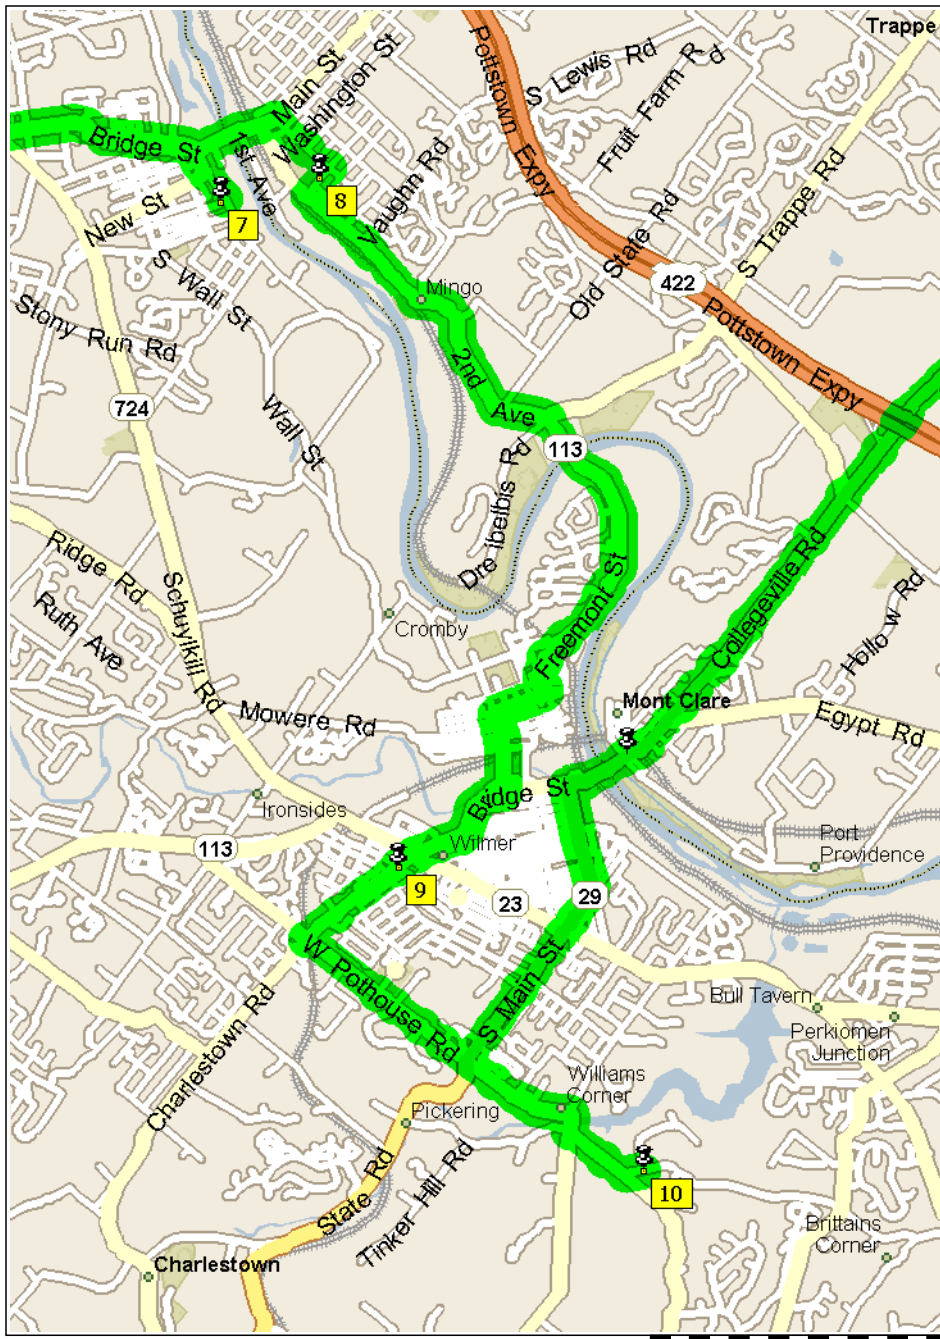 Trappe
Pottstown Expy
S Lewis Rd
Fruit Farm Rd
Main St
Washington St
Bridge St
1st Ave
Vaughn Rd
8
7
New St
S Wall St
Old State Rd
S Trappe Rd
422
Mingo
Pottstown Expy
Stony Run Rd
2nd Ave
724
Wall St
113
Dreibelbis Rd
Ridge Rd
Ruth Ave
Schuylkill Rd
Cromby
Freemont St
Collegeville Rd
Hollow Rd
Mont Clare
Egypt Rd
Mowere Rd
Ironsides
Bridge St
Wilmer
113
Port
Providence
9
23
29
W Pothouse Rd
S Main St
Bull Tavern
Perkiomen
Junction
Charlestown Rd
Williams
Corner
Pickering
State Rd
Tinker Hill Rd
10
Brittains
Corner
Charlestown